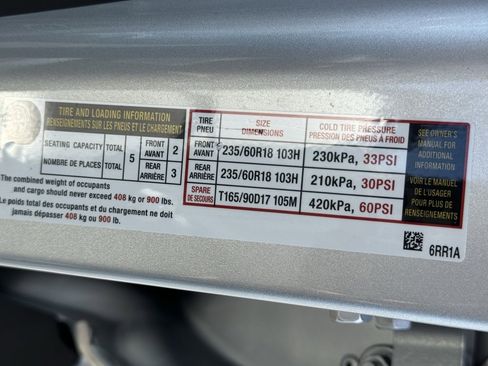 TIRE AND LOADING INFORMATION
RENSEIGNEMENTS SUR LES PNEUS ET LE CHARGEMENT
SEATING CAPACITY TOTAL 5 FRONT AVANT 2
NOMBRE DE PLACES TOTAL REAR ARRIÈRE 3
The combined weight of occupants
and cargo should never exceed 408 kg or 900 lbs.
Le poids total des occupants et du chargement ne doit
jamais dépasser 408 kg ou 900 lb.
TIRE PNEU SIZE DIMENSIONS COLD TIRE PRESSURE PRESSION DES PNEUS À FROID
FRONT AVANT 235/60R18 103H 230kPa, 33PSI
REAR ARRIÈRE 235/60R18 103H 210kPa, 30PSI
SPARE DE SECOURS T165/90D17 105M 420kPa, 60PSI
SEE OWNER'S
MANUAL FOR
ADDITIONAL
INFORMATION
VOIR LE MANUEL
DE L'USAGER
POUR PLUS DE
RENSEIGNEMENTS
6RR1A